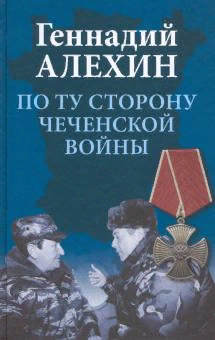 Геннадий
АЛЕХИН
ПО ТУ СТОРОНУ
ЧЕЧЕНСКОЙ
ВОЙНЫ